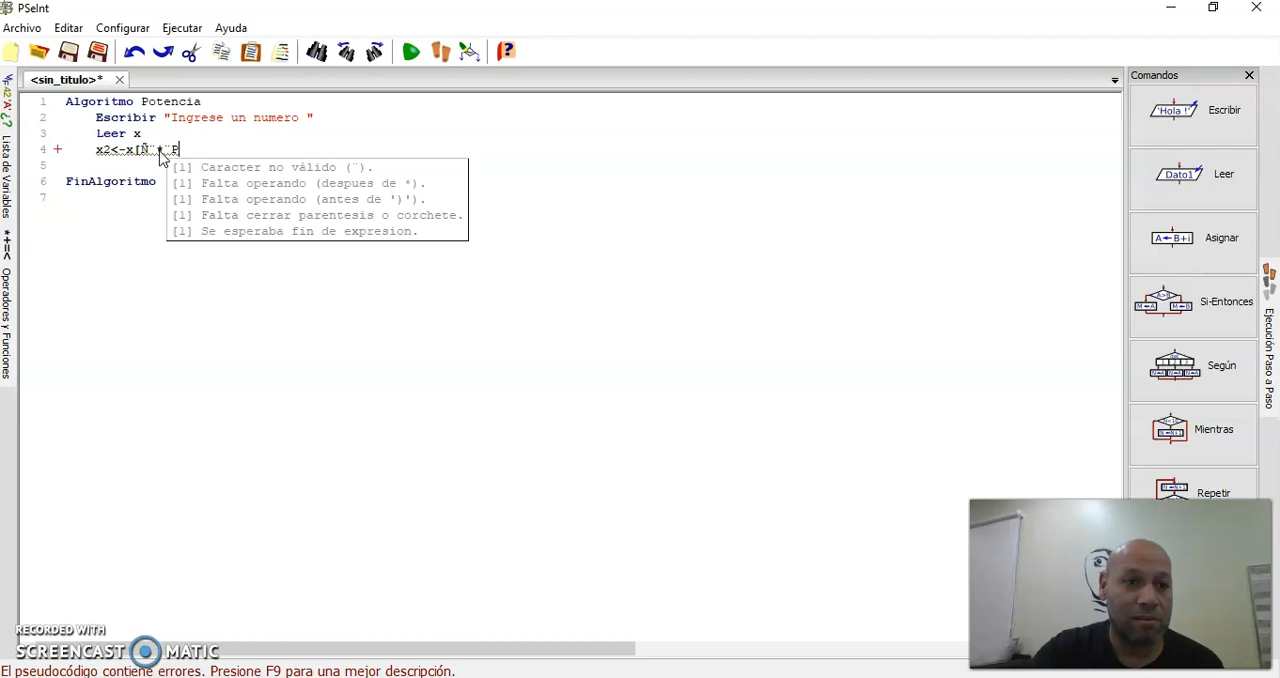 PSeInt
Archivo Editar Configurar Ejecutar Ayuda
<sin_titulo>*
Comandos
1 Algoritmo Potencia
2 Escribir "Ingrese un numero "
3 Leer x
4 + x2<-x[Ñ¨*¨P
5
6 FinAlgoritmo
7
[1] Caracter no válido (¨).
[1] Falta operando (despues de *).
[1] Falta operando (antes de ')').
[1] Falta cerrar parentesis o corchete.
[1] Se esperaba fin de expresion.
Lista de Variables
*+=< Operadores y Funciones
'Hola !' Escribir
Dato1 Leer
A←B+i Asignar
Si-Entonces
Según
Mientras
Repetir
Ejecución Paso a Paso
RECORDED WITH
SCREENCAST MATIC
El pseudocódigo contiene errores. Presione F9 para una mejor descripción.